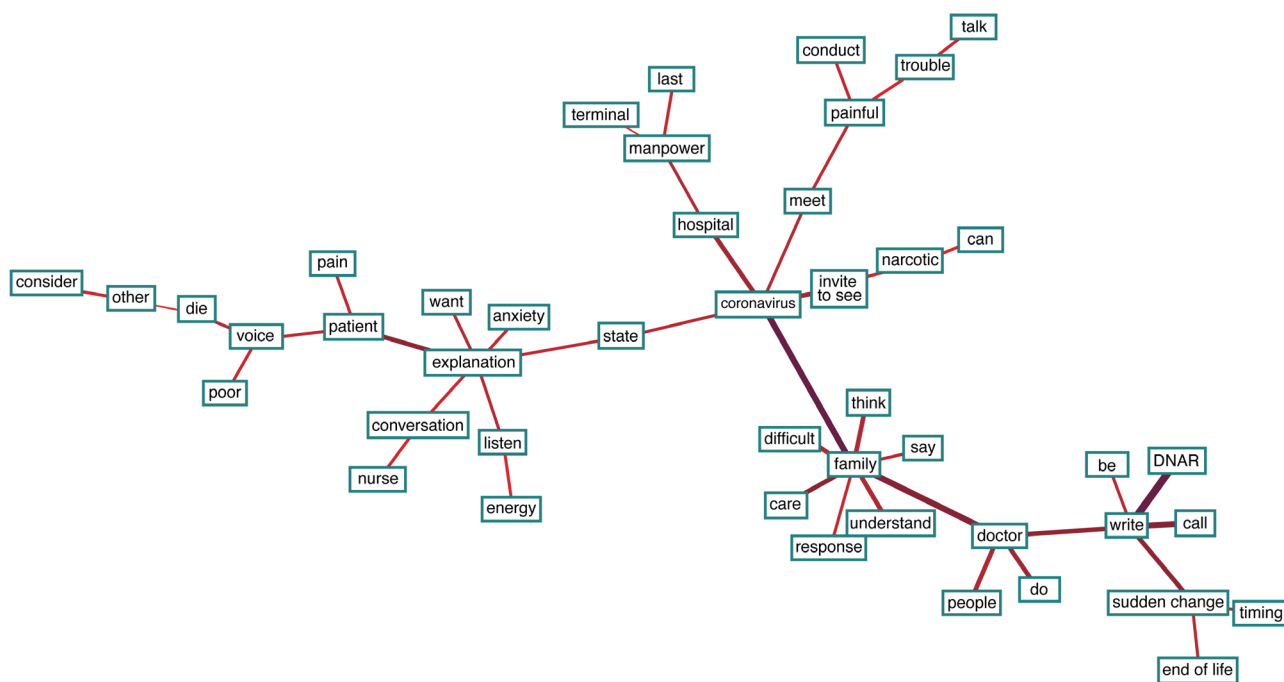 talk
conduct
trouble
last
terminal
painful
manpower
meet
hospital
can
narcotic
pain
consider
invite
to see
other
want
anxiety
coronavirus
die
patient
voice
state
explanation
poor
think
conversation
difficult
listen
say
family
DNAR
be
nurse
care
energy
understand
write
call
doctor
response
do
people
sudden change
timing
end of life